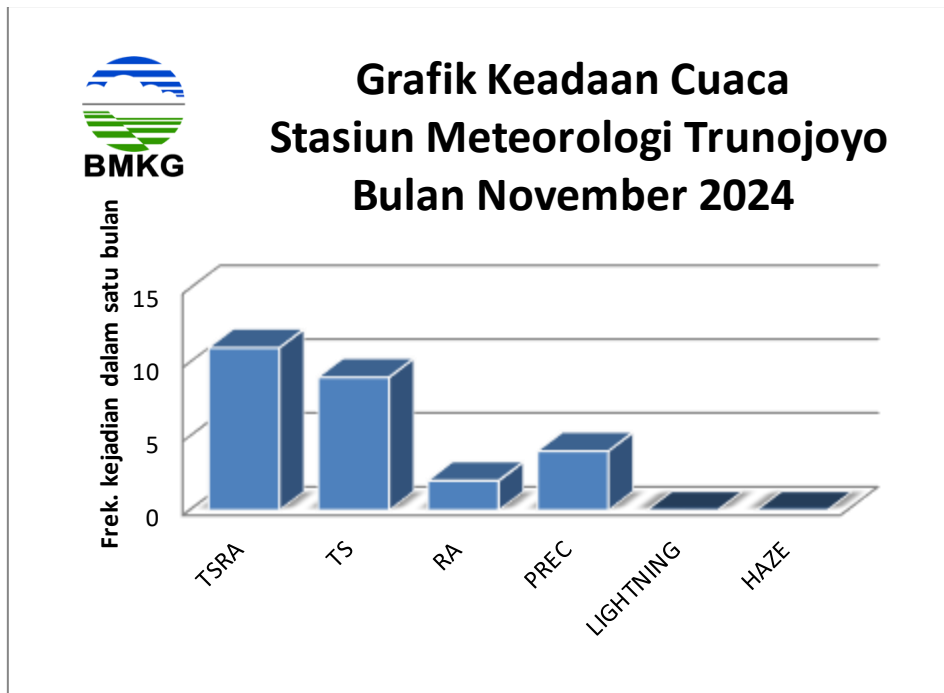 BMKG
Grafik Keadaan Cuaca
Stasiun Meteorologi Trunojoyo
Bulan November 2024
Frek. kejadian dalam satu bulan
15
10
5
0
TSRA
TS
RA
PREC
LIGHTNING
HAZE